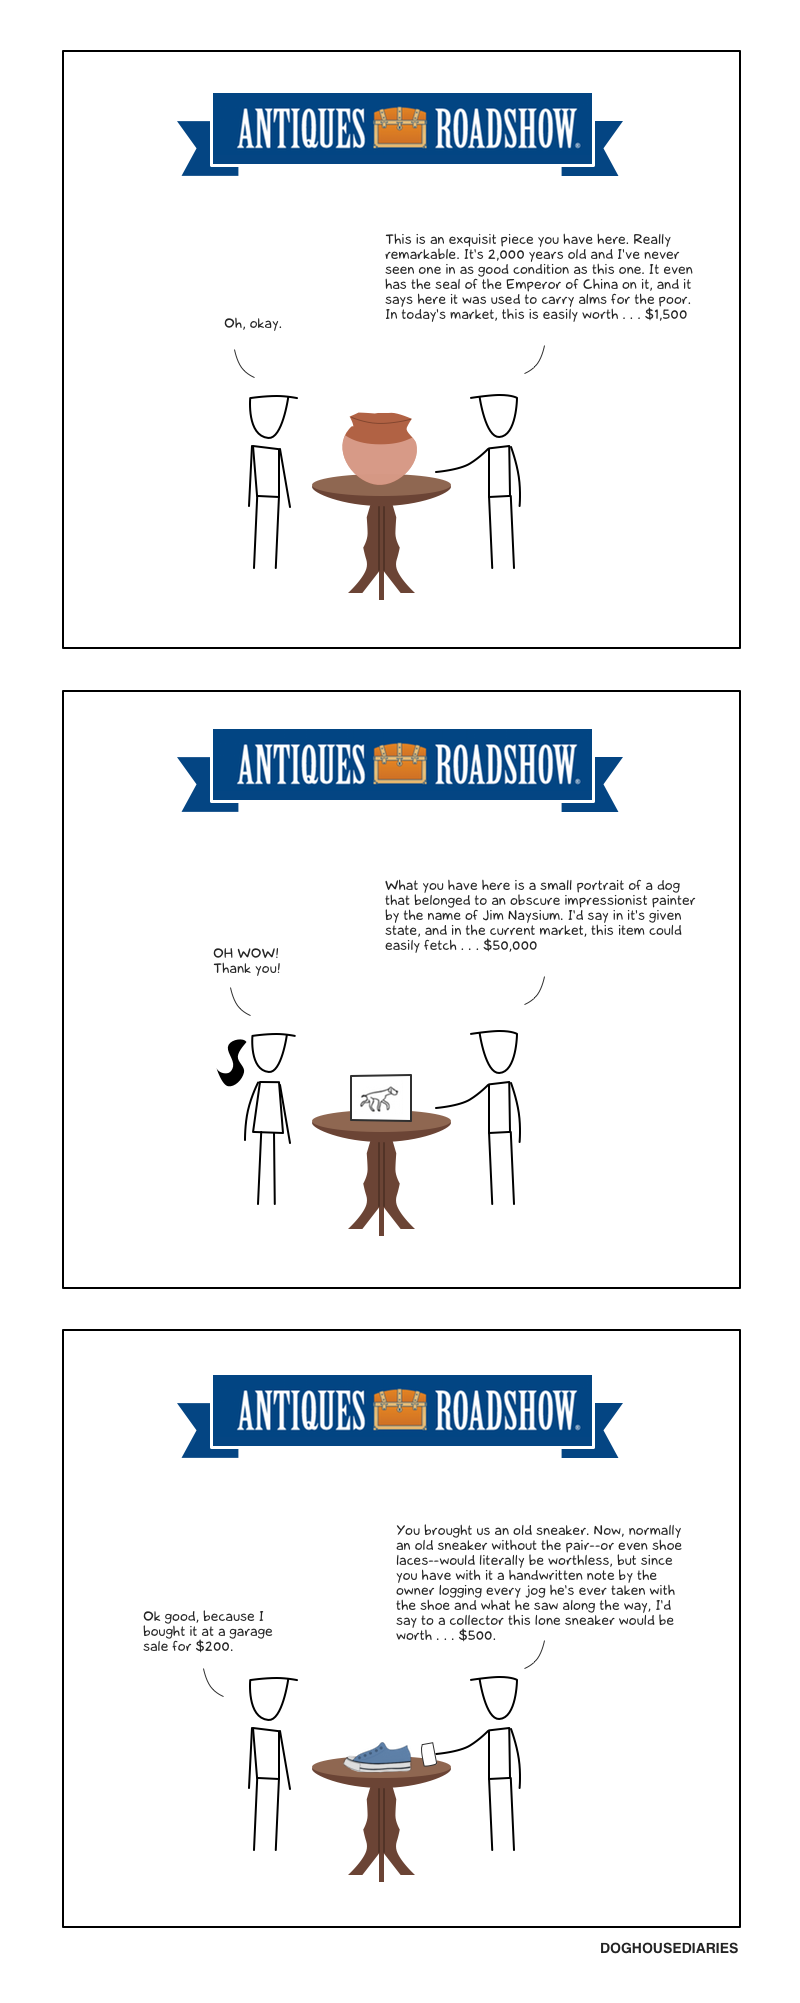 ANTIQUES ROADSHOW®
This is an exquisit piece you have here. Really
remarkable. It's 2,000 years old and I've never
seen one in as good condition as this one. It even
has the seal of the Emperor of China on it, and it
says here it was used to carry alms for the poor.
In today's market, this is easily worth . . . $1,500
Oh, okay.
ANTIQUES ROADSHOW®
What you have here is a small portrait of a dog
that belonged to an obscure impressionist painter
by the name of Jim Naysium. I'd say in it's given
state, and in the current market, this item could
easily fetch . . . $50,000
OH WOW!
Thank you!
ANTIQUES ROADSHOW®
You brought us an old sneaker. Now, normally
an old sneaker without the pair--or even shoe
laces--would literally be worthless, but since
you have with it a handwritten note by the
owner logging every jog he's ever taken with
the shoe and what he saw along the way, I'd
say to a collector this lone sneaker would be
worth . . . $500.
Ok good, because I
bought it at a garage
sale for $200.
DOGHOUSEDIARIES